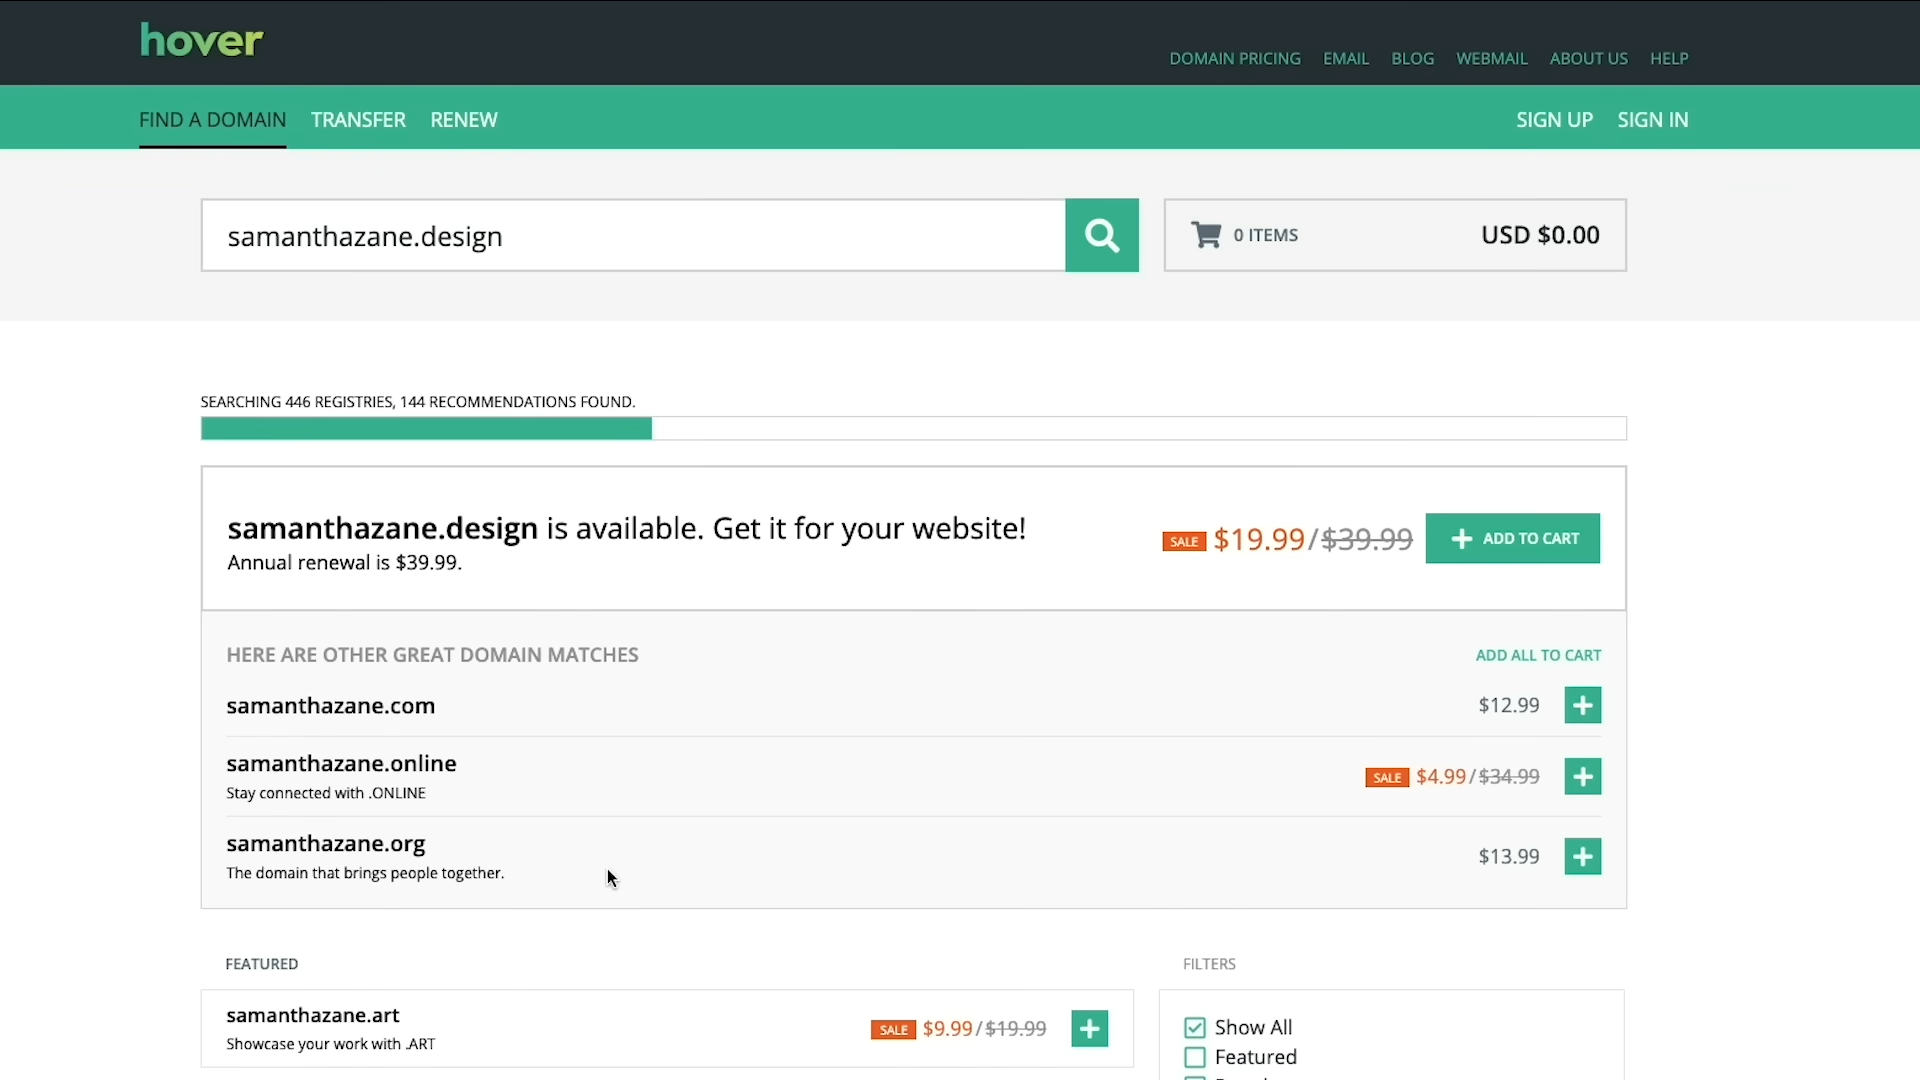 hover
DOMAIN PRICING EMAIL BLOG WEBMAIL ABOUT US HELP
FIND A DOMAIN TRANSFER RENEW SIGN UP SIGN IN
samanthazane.design
0 ITEMS USD $0.00
SEARCHING 446 REGISTRIES, 144 RECOMMENDATIONS FOUND.
samanthazane.design is available. Get it for your website!
Annual renewal is $39.99.
SALE $19.99/$39.99 ADD TO CART
HERE ARE OTHER GREAT DOMAIN MATCHES ADD ALL TO CART
samanthazane.com $12.99
samanthazane.online
Stay connected with .ONLINE
SALE $4.99/$34.99
samanthazane.org
The domain that brings people together.
$13.99
FEATURED
samanthazane.art
Showcase your work with .ART
SALE $9.99/$19.99
FILTERS
Show All
Featured